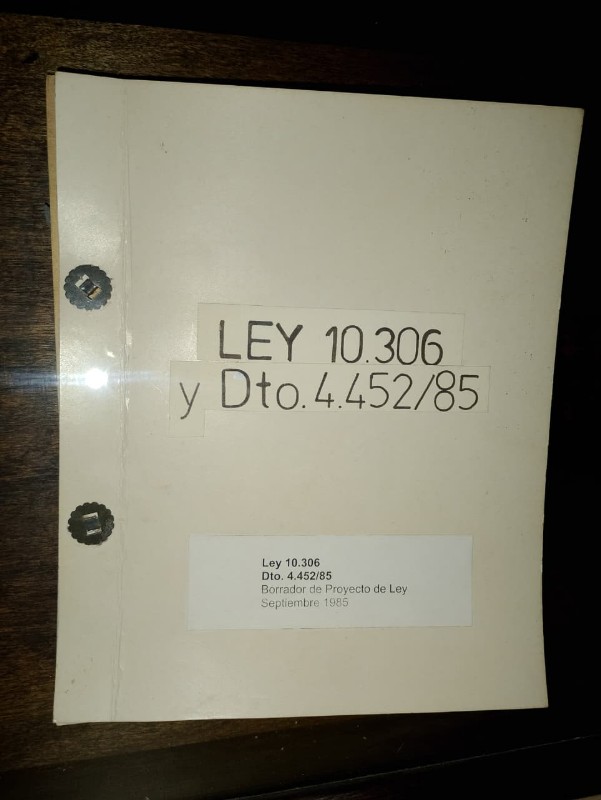 LEY 10.306
y Dto. 4.452/85
Ley 10.306
Dto. 4.452/85
Borrador de Proyecto de Ley
Septiembre 1985